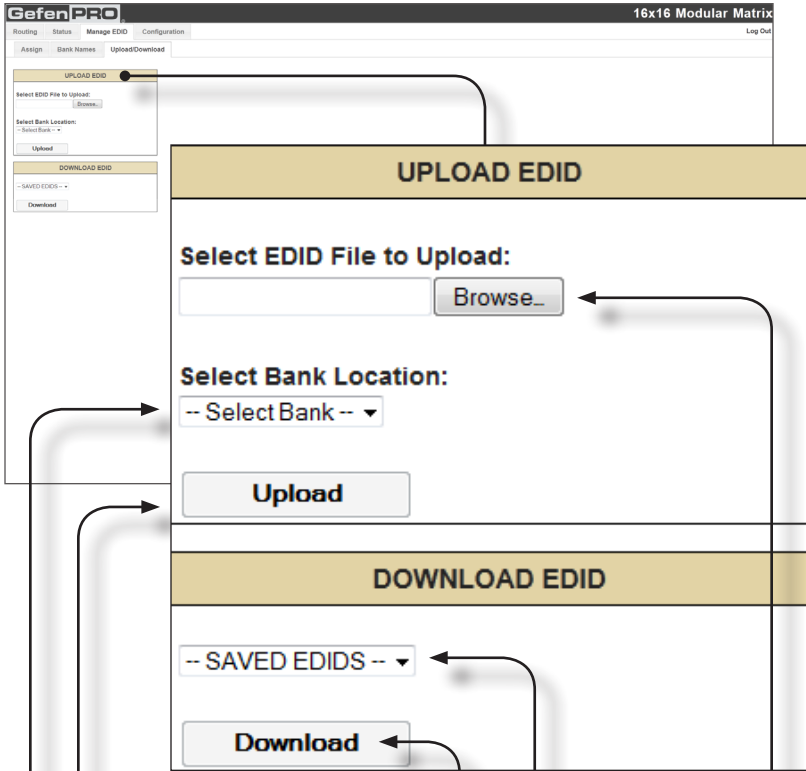 Gefen PRO
16x16 Modular Matrix
Routing Status Manage EDID Configuration Log Out
Assign Bank Names Upload/Download
UPLOAD EDID
Select EDID File to Upload:
Browse..
Select Bank Location:
-- Select Bank --
Upload
DOWNLOAD EDID
-- SAVED EDIDS --
Download
UPLOAD EDID
Select EDID File to Upload:
Browse..
Select Bank Location:
-- Select Bank --
Upload
DOWNLOAD EDID
-- SAVED EDIDS --
Download